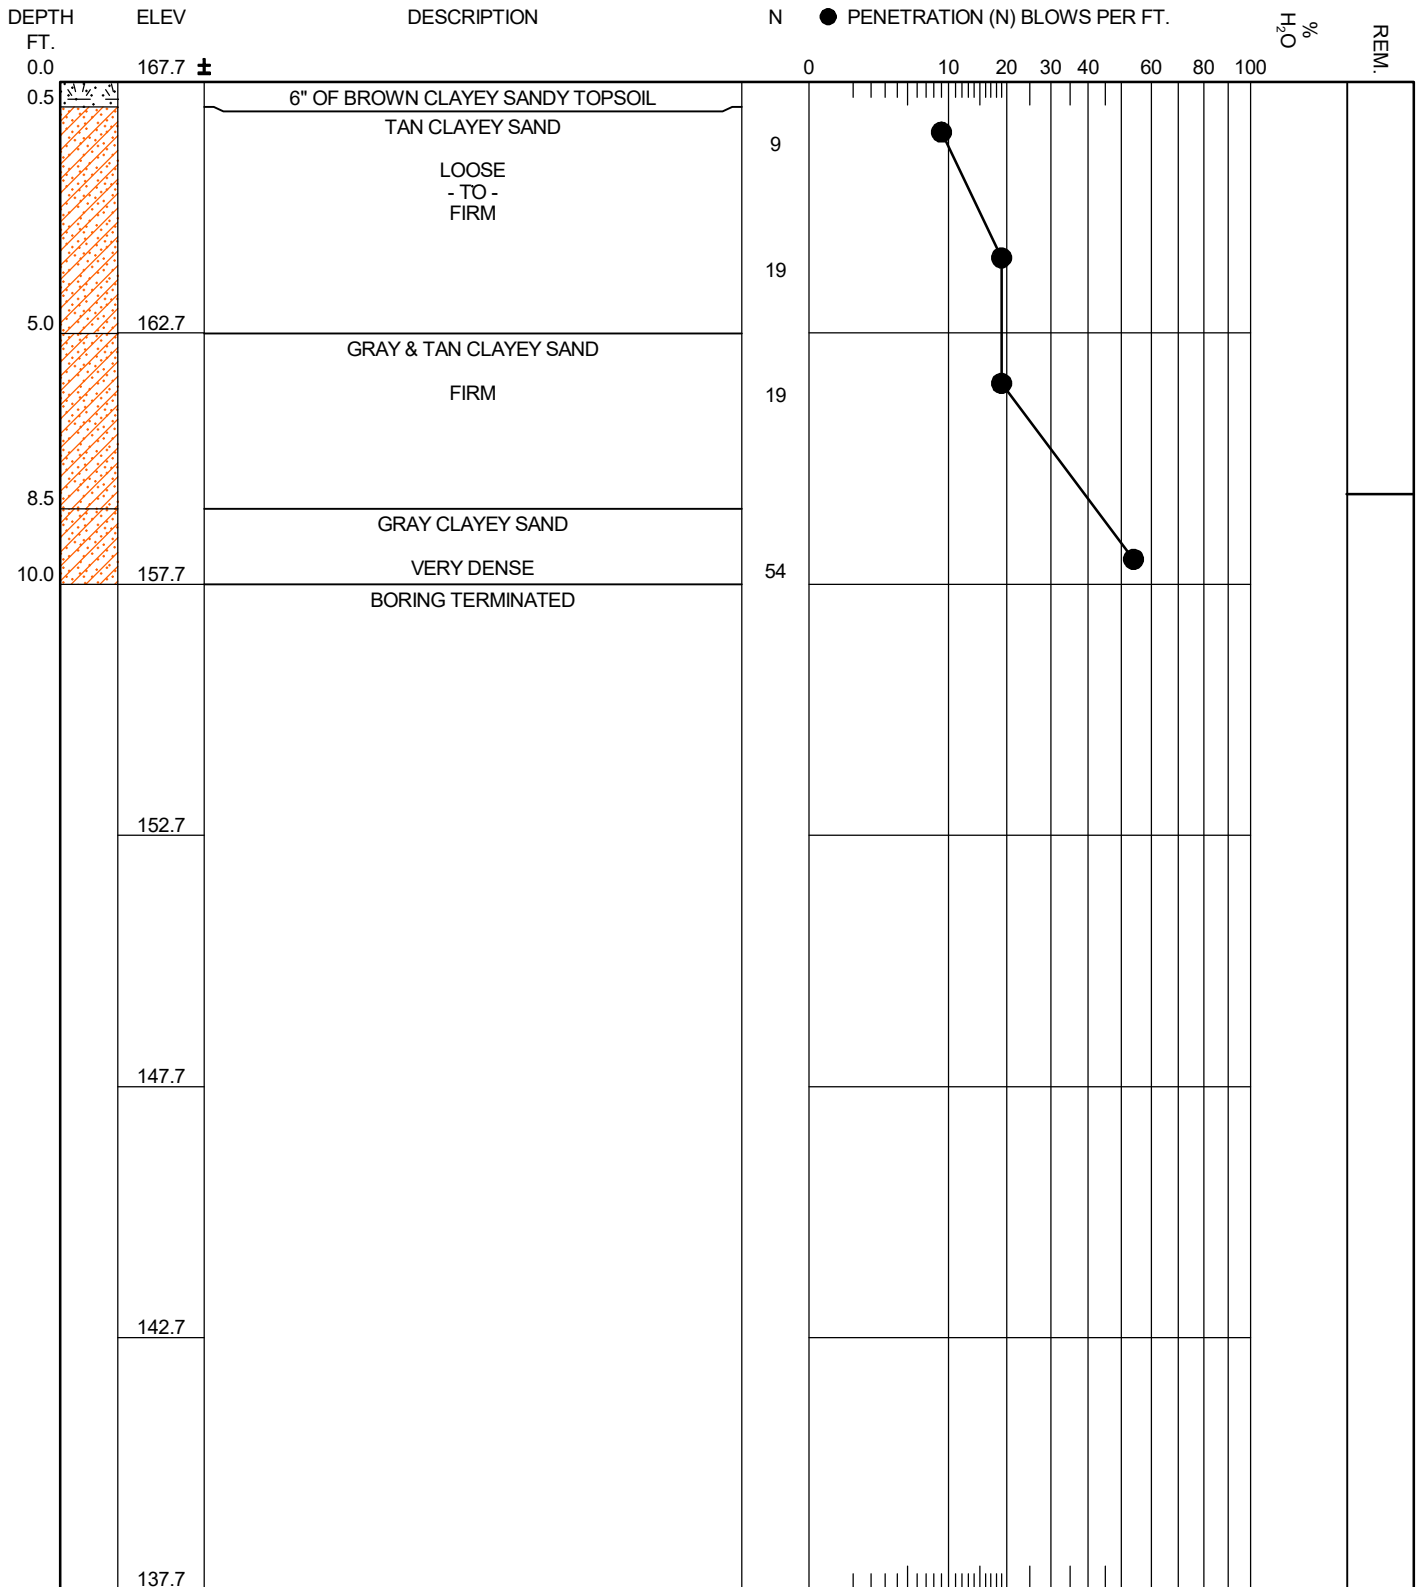 DEPTH ELEV DESCRIPTION N PENETRATION (N) BLOWS PER FT. % H₂O REM.
FT.
0.0 167.7 ± 0 10 20 30 40 60 80 100
0.5 6" OF BROWN CLAYEY SANDY TOPSOIL
TAN CLAYEY SAND
9
LOOSE
- TO -
FIRM
19
5.0 162.7
GRAY & TAN CLAYEY SAND
FIRM 19
8.5
GRAY CLAYEY SAND
10.0 157.7 VERY DENSE 54
BORING TERMINATED
152.7
147.7
142.7
137.7